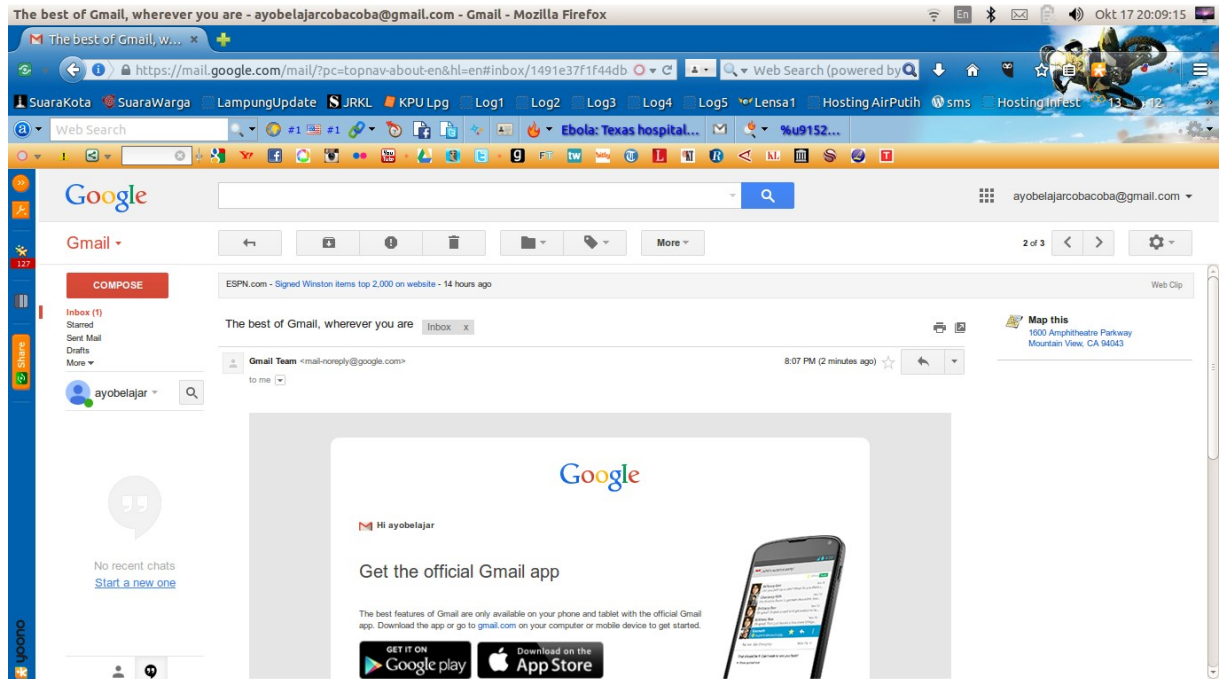 The best of Gmail, wherever you are - ayobelajarcobacoba@gmail.com - Gmail - Mozilla Firefox
En
Okt 17 20:09:15
The best of Gmail, w...
https://mail.google.com/mail/?pc=topnav-about-en&hl=en#inbox/1491e37f1f44db
Web Search (powered by
SuaraKota SuaraWarga LampungUpdate JRKL KPU Lpg Log1 Log2 Log3 Log4 Log5 Lensa1 Hosting AirPutih sms Hosting Infest 13 12
Web Search #1 #1 Ebola: Texas hospital... %u9152...
Google
ayobelajarcobacoba@gmail.com
Gmail
More
2 of 3
127
COMPOSE
ESPN.com - Signed Winston items top 2,000 on website - 14 hours ago
Web Clip
Inbox (1)
Starred
Sent Mail
Drafts
More
The best of Gmail, wherever you are Inbox x
Map this
1600 Amphitheatre Parkway
Mountain View, CA 94043
Share
Gmail Team <mail-noreply@google.com>
8:07 PM (2 minutes ago)
to me
ayobelajar
Google
Hi ayobelajar
Get the official Gmail app
No recent chats
Start a new one
The best features of Gmail are only available on your phone and tablet with the official Gmail
app. Download the app or go to gmail.com on your computer or mobile device to get started.
GET IT ON
Google play
Download on the
App Store
yoono